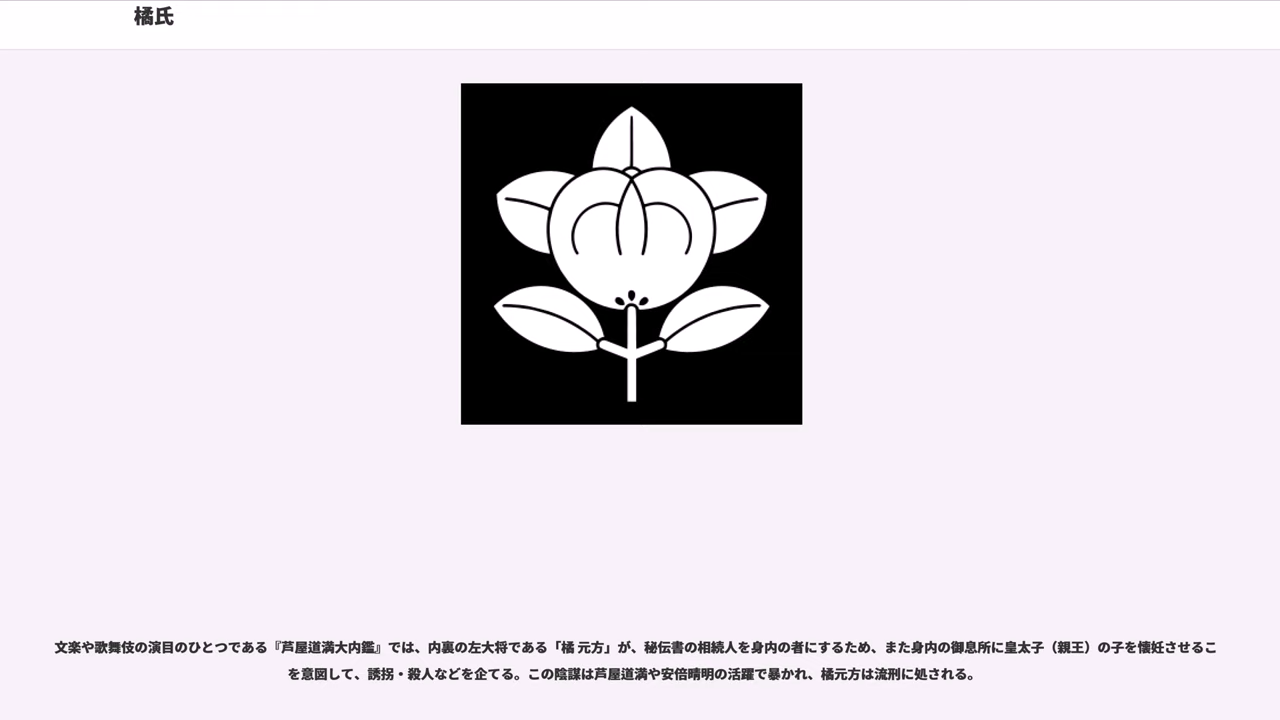 橘氏
文楽や歌舞伎の演目のひとつである『芦屋道満大内鑑』では、内裏の左大将である「橘 元方」が、秘伝書の相続人を身内の者にするため、また身内の御息所に皇太子（親王）の子を懐妊させるこ
を意図して、誘拐・殺人などを企てる。この陰謀は芦屋道満や安倍晴明の活躍で暴かれ、橘元方は流刑に処される。